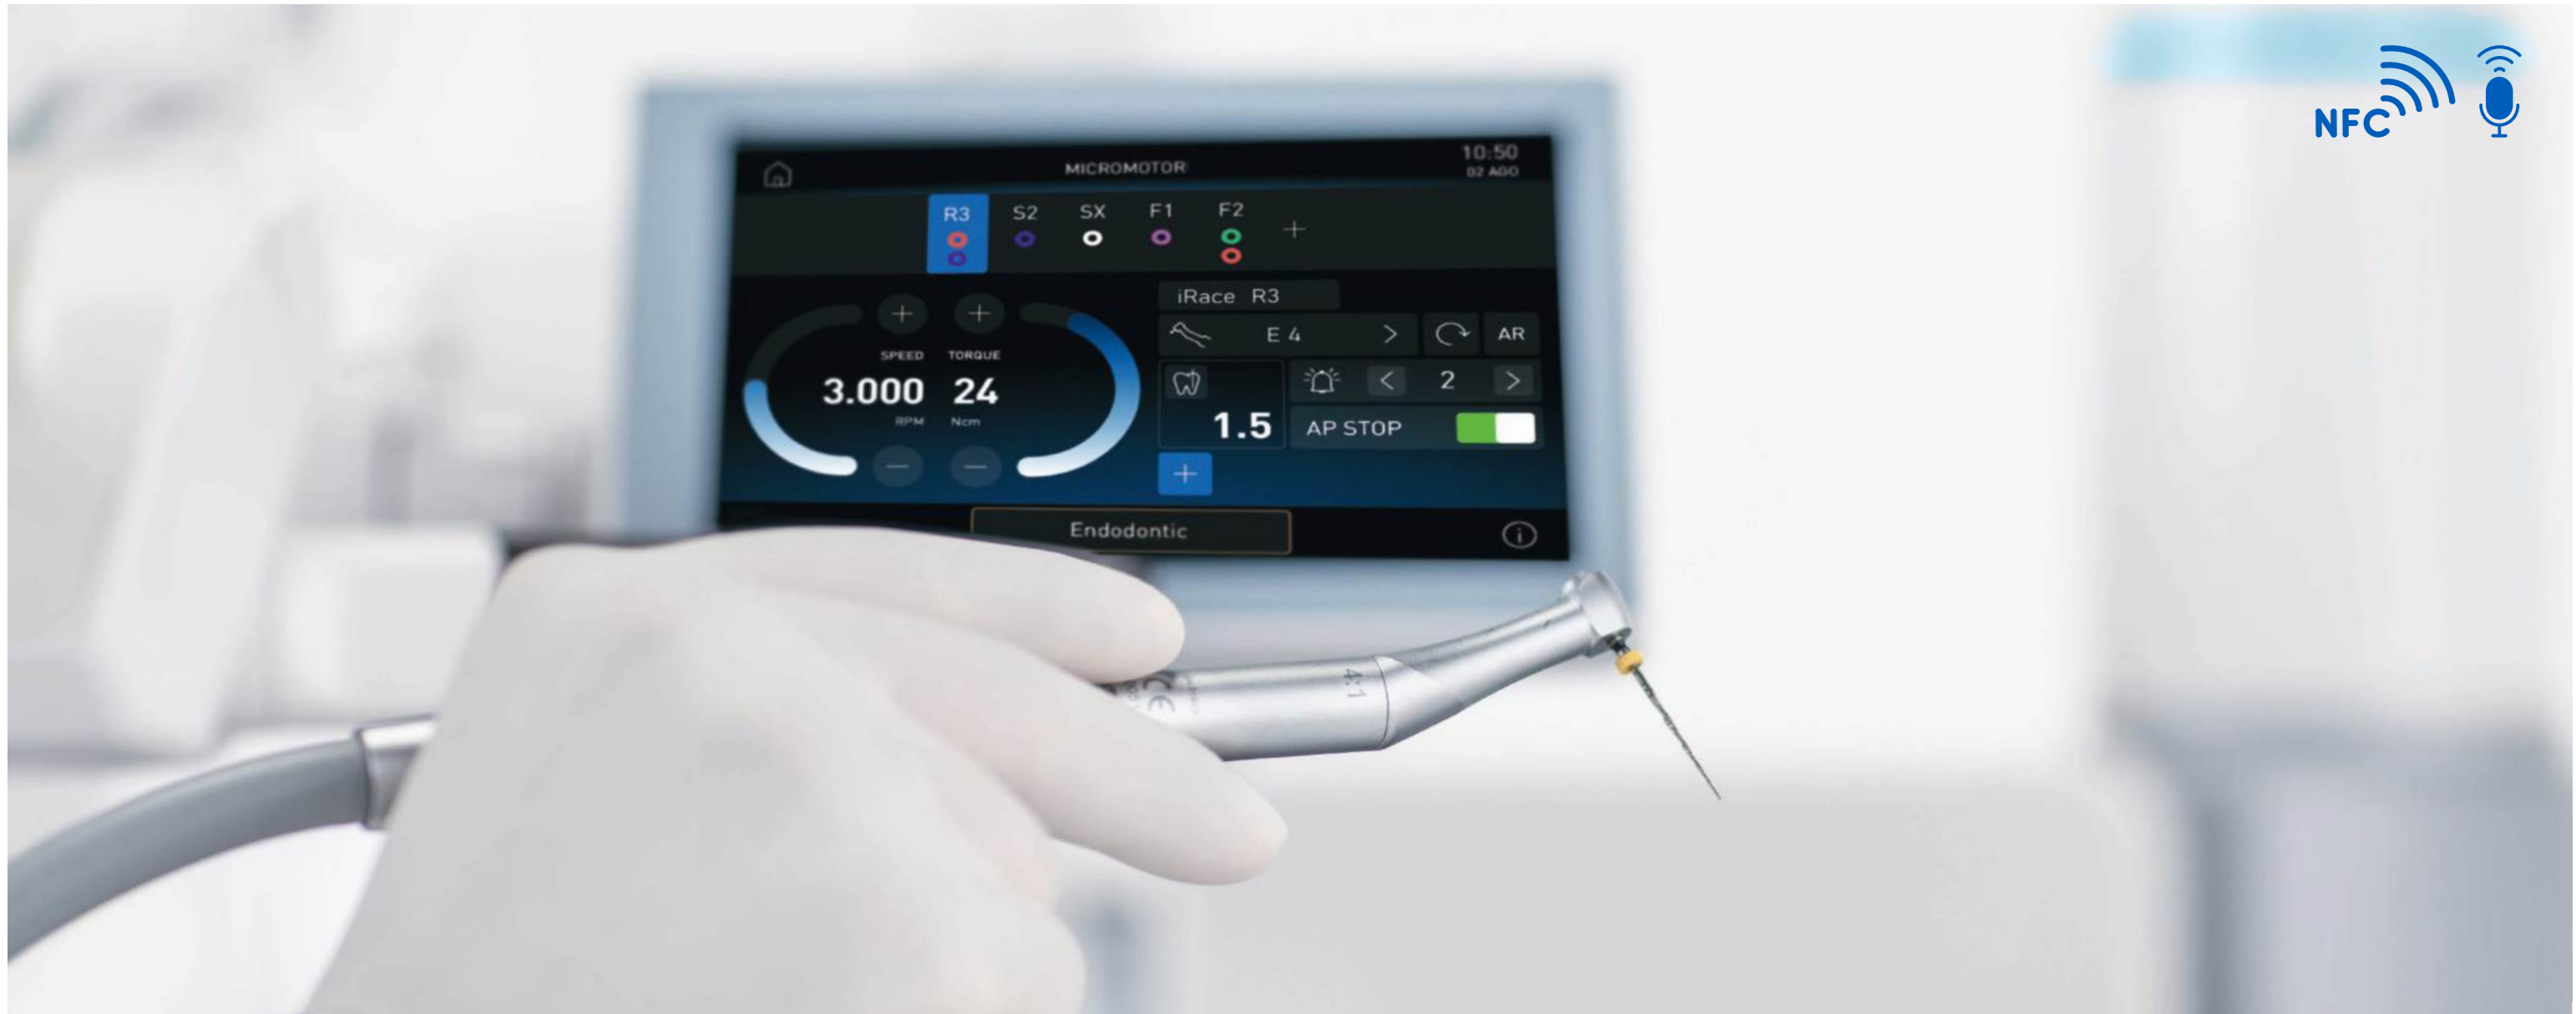 NFC
MICROMOTOR
10:50
02 AGO
R3 S2 SX F1 F2 +
iRace R3
E 4 > AR
SPEED TORQUE
3.000 24
RPM Ncm
< 2 >
1.5 AP STOP
+
Endodontic
i
4:1
CE